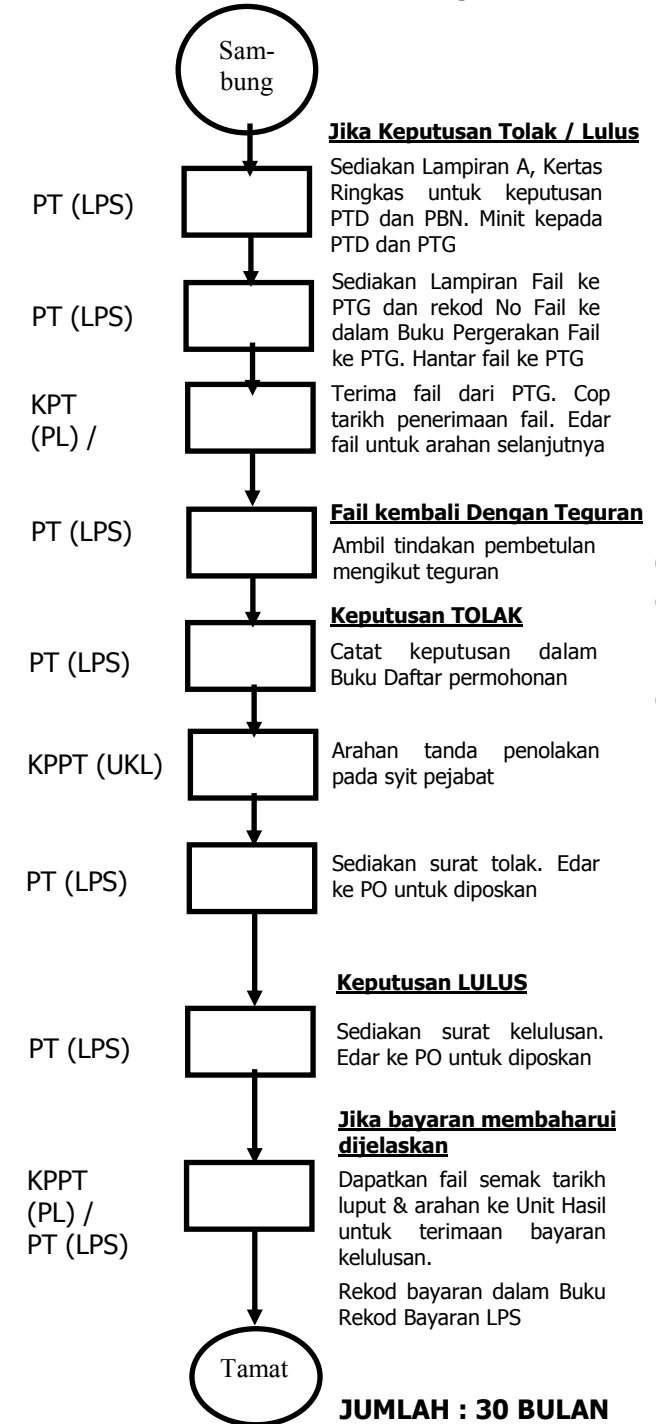 Sam-
bung
Jika Keputusan Tolak / Lulus
PT (LPS)
Sediakan Lampiran A, Kertas
Ringkas untuk keputusan
PTD dan PBN. Minit kepada
PTD dan PTG
PT (LPS)
Sediakan Lampiran Fail ke
PTG dan rekod No Fail ke
dalam Buku Pergerakan Fail
ke PTG. Hantar fail ke PTG
KPT
(PL) /
Terima fail dari PTG. Cop
tarikh penerimaan fail. Edar
fail untuk arahan selanjutnya
Fail kembali Dengan Teguran
PT (LPS)
Ambil tindakan pembetulan
mengikut teguran
Keputusan TOLAK
PT (LPS)
Catat keputusan dalam
Buku Daftar permohonan
KPPT (UKL)
Arahan tanda penolakan
pada syit pejabat
PT (LPS)
Sediakan surat tolak. Edar
ke PO untuk diposkan
Keputusan LULUS
PT (LPS)
Sediakan surat kelulusan.
Edar ke PO untuk diposkan
Jika bayaran membaharui
dijelaskan
KPPT
(PL) /
PT (LPS)
Dapatkan fail semak tarikh
luput & arahan ke Unit Hasil
untuk terimaan bayaran
kelulusan.
Rekod bayaran dalam Buku
Rekod Bayaran LPS
Tamat
JUMLAH : 30 BULAN